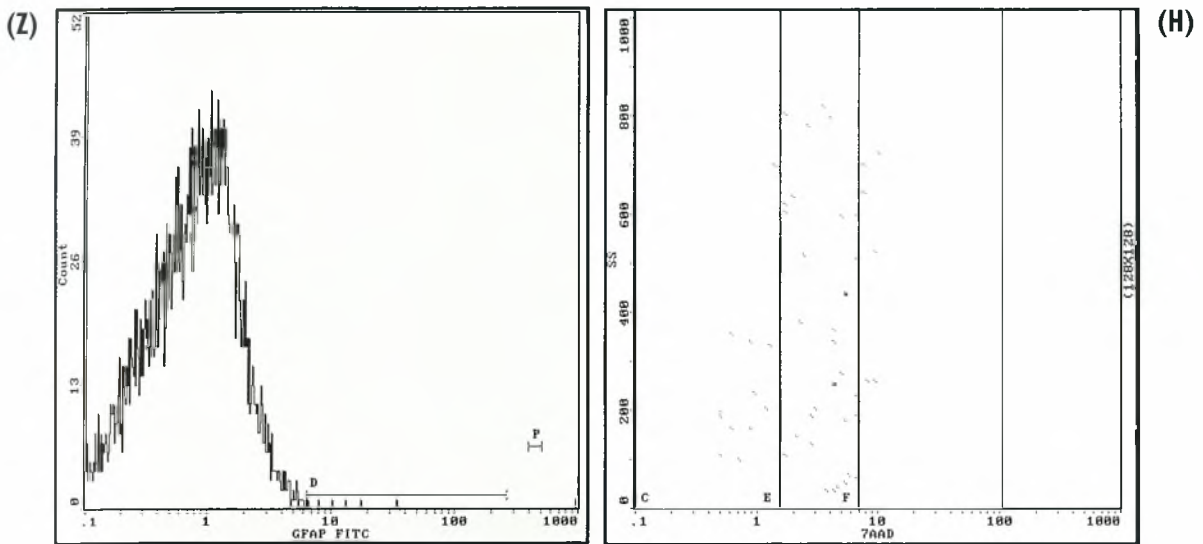 (Z)
52
39
26
13
0
Count
P
D
.1 1 10 100 1000
GFAP FITC
(H)
1000
800
600
400
200
0
SS
C E F
.1 1 10 100 1000
7AAD
(128X128)